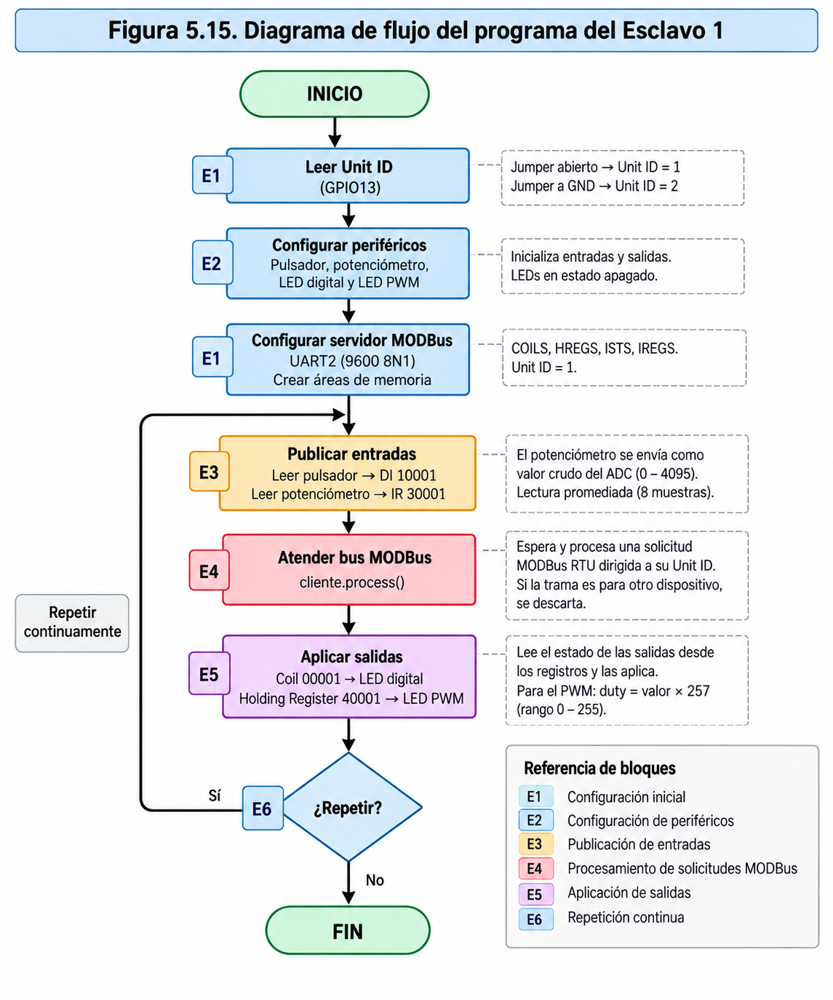 Figura 5.15. Diagrama de flujo del programa del Esclavo 1
INICIO
E1
Leer Unit ID
(GPIO13)
Jumper abierto → Unit ID = 1
Jumper a GND → Unit ID = 2
E2
Configurar periféricos
Pulsador, potenciómetro,
LED digital y LED PWM
Inicializa entradas y salidas.
LEDs en estado apagado.
E1
Configurar servidor MODBus
UART2 (9600 8N1)
Crear áreas de memoria
COILS, HREGS, ISTS, IREGS.
Unit ID = 1.
E3
Publicar entradas
Leer pulsador → DI 10001
Leer potenciómetro → IR 30001
El potenciómetro se envía como
valor crudo del ADC (0 – 4095).
Lectura promediada (8 muestras).
E4
Atender bus MODBus
cliente.process()
Espera y procesa una solicitud
MODBus RTU dirigida a su Unit ID.
Si la trama es para otro dispositivo,
se descarta.
Repetir
continuamente
E5
Aplicar salidas
Coil 00001 → LED digital
Holding Register 40001 → LED PWM
Lee el estado de las salidas desde
los registros y las aplica.
Para el PWM: duty = valor × 257
(rango 0 – 255).
Sí
E6
¿Repetir?
No
FIN
Referencia de bloques
E1 Configuración inicial
E2 Configuración de periféricos
E3 Publicación de entradas
E4 Procesamiento de solicitudes MODBus
E5 Aplicación de salidas
E6 Repetición continua